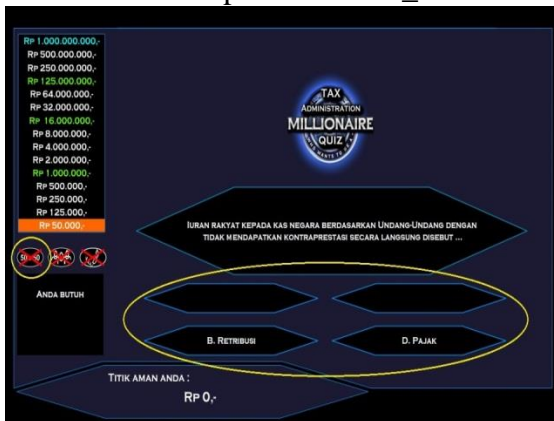 Rp 1.000.000.000,-
Rp 500.000.000,-
Rp 250.000.000,-
Rp 125.000.000,-
Rp 64.000.000,-
Rp 32.000.000,-
Rp 16.000.000,-
Rp 8.000.000,-
Rp 4.000.000,-
Rp 2.000.000,-
Rp 1.000.000,-
Rp 500.000,-
Rp 250.000,-
Rp 125.000,-
Rp 50.000,-
TAX
ADMINISTRATION
MILLIONAIRE
QUIZ
IURAN RAKYAT KEPADA KAS NEGARA BERDASARKAN UNDANG-UNDANG DENGAN
TIDAK MENDAPATKAN KONTRAPRESTASI SECARA LANGSUNG DISEBUT ...
ANDA BUTUH
B. RETRIBUSI
D. PAJAK
TITIK AMAN ANDA :
RP 0,-